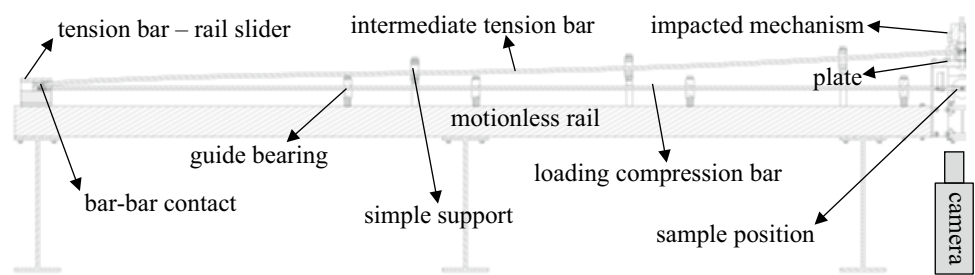 tension bar – rail slider
intermediate tension bar
impacted mechanism
plate
motionless rail
guide bearing
loading compression bar
bar-bar contact
simple support
sample position
camera